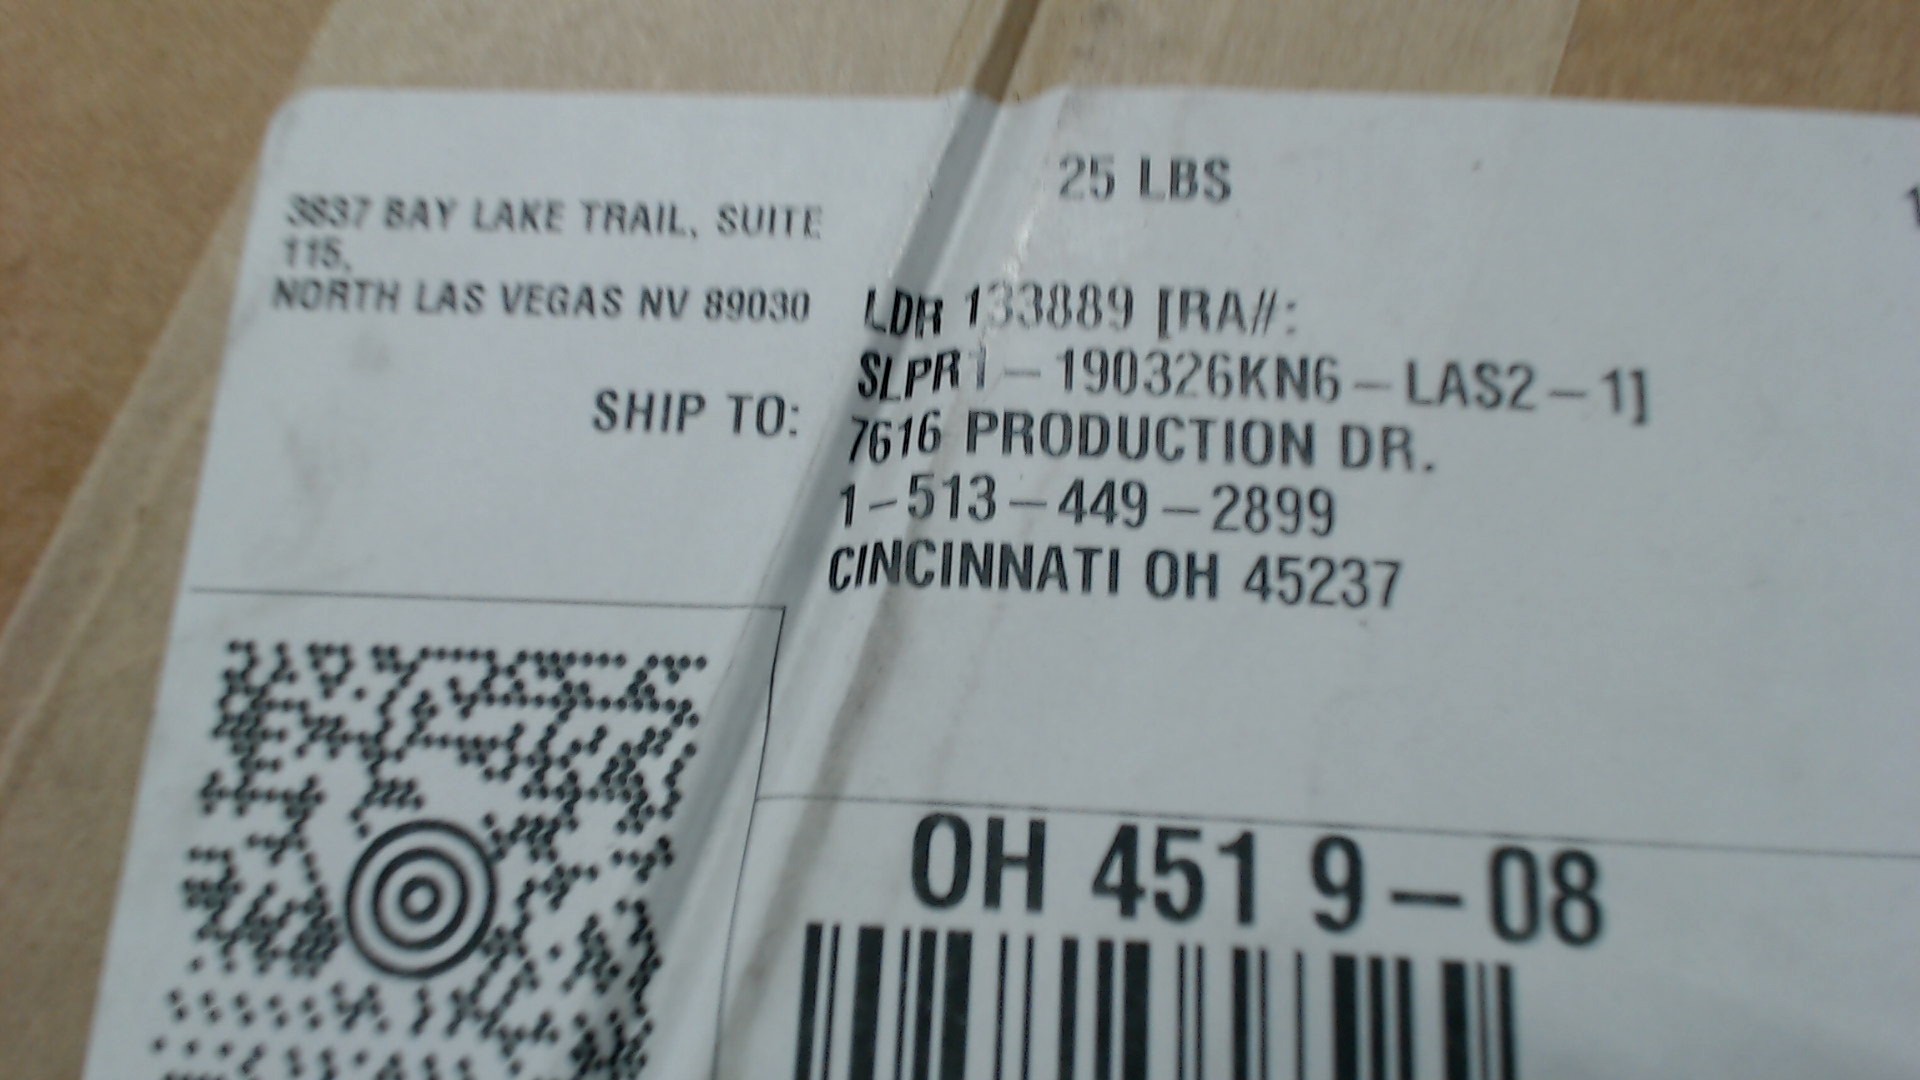 25 LBS
3837 BAY LAKE TRAIL, SUITE
115,
NORTH LAS VEGAS NV 89030
SHIP TO:
LDR 133889 [RA#:
SLPR1-190326KN6-LAS2-1]
7616 PRODUCTION DR.
1-513-449-2899
CINCINNATI OH 45237
OH 451 9-08